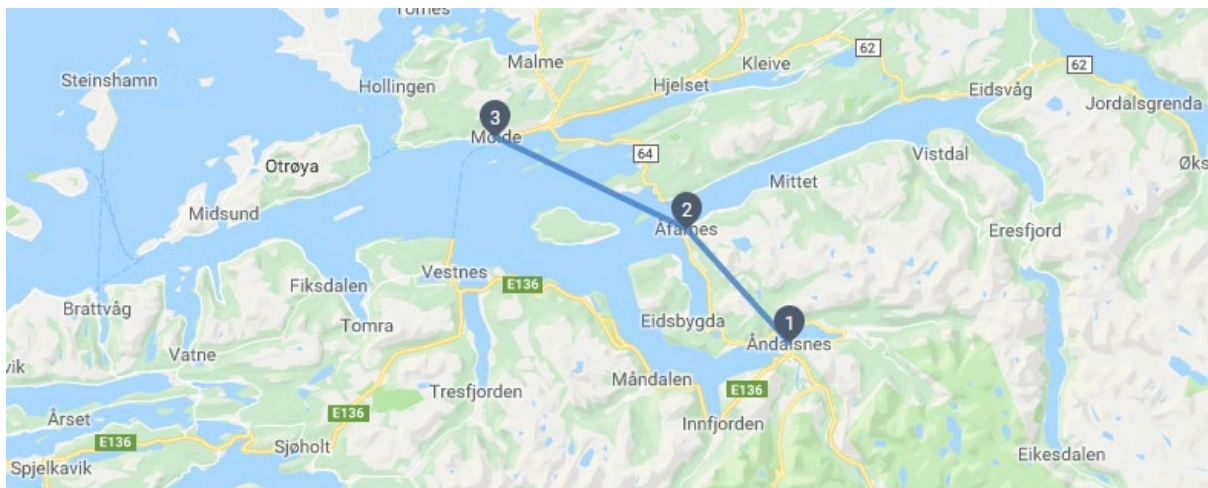 Tornes
Steinshamn
Malme
62
Kleive
62
Hollingen
Hjelset
Eidsvåg
Jordalsgrenda
3
Molde
64
Otrøya
Vistdal
Øks
Mittet
2
Midsund
Åfarnes
Eresfjord
Vestnes
E136
Fiksdalen
Brattvåg
Tomra
Eidsbygda
1
Åndalsnes
Vatne
vik
Måndalen
E136
Tresfjorden
E136
Årset
Innfjorden
E136
Sjøholt
Eikesdalen
Spjelkavik